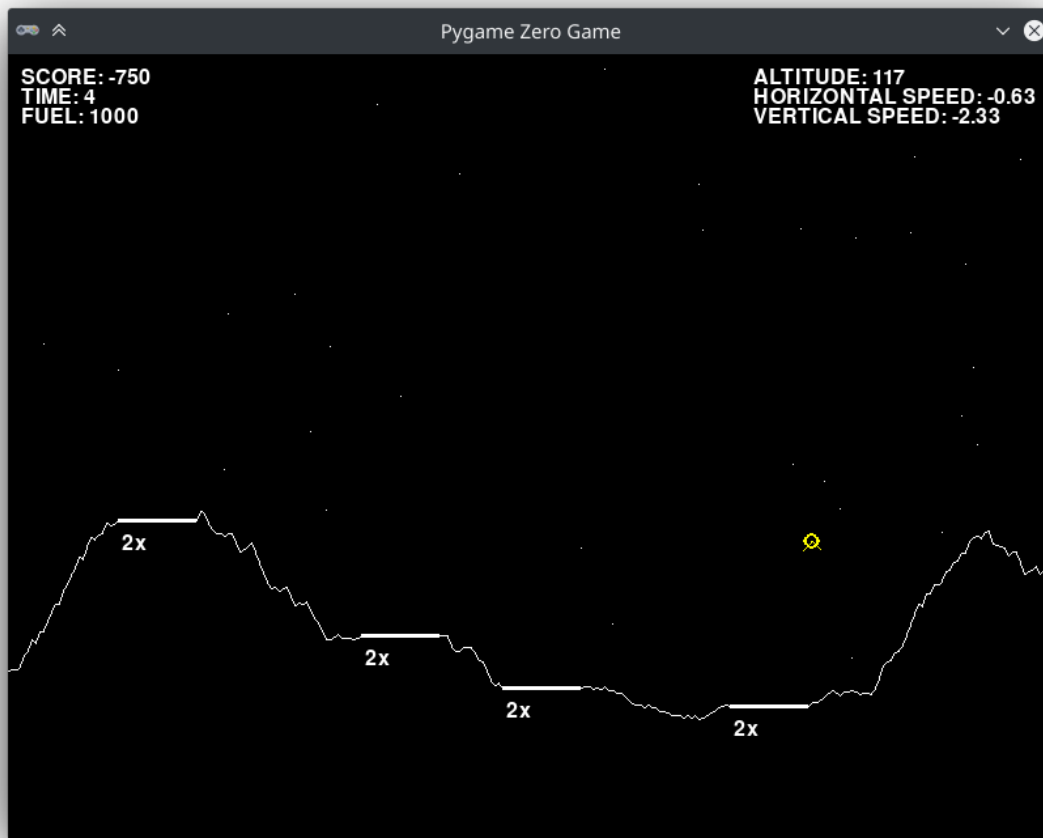 Pygame Zero Game
SCORE: -750
TIME: 4
FUEL: 1000
ALTITUDE: 117
HORIZONTAL SPEED: -0.63
VERTICAL SPEED: -2.33
2x
2x
2x
2x